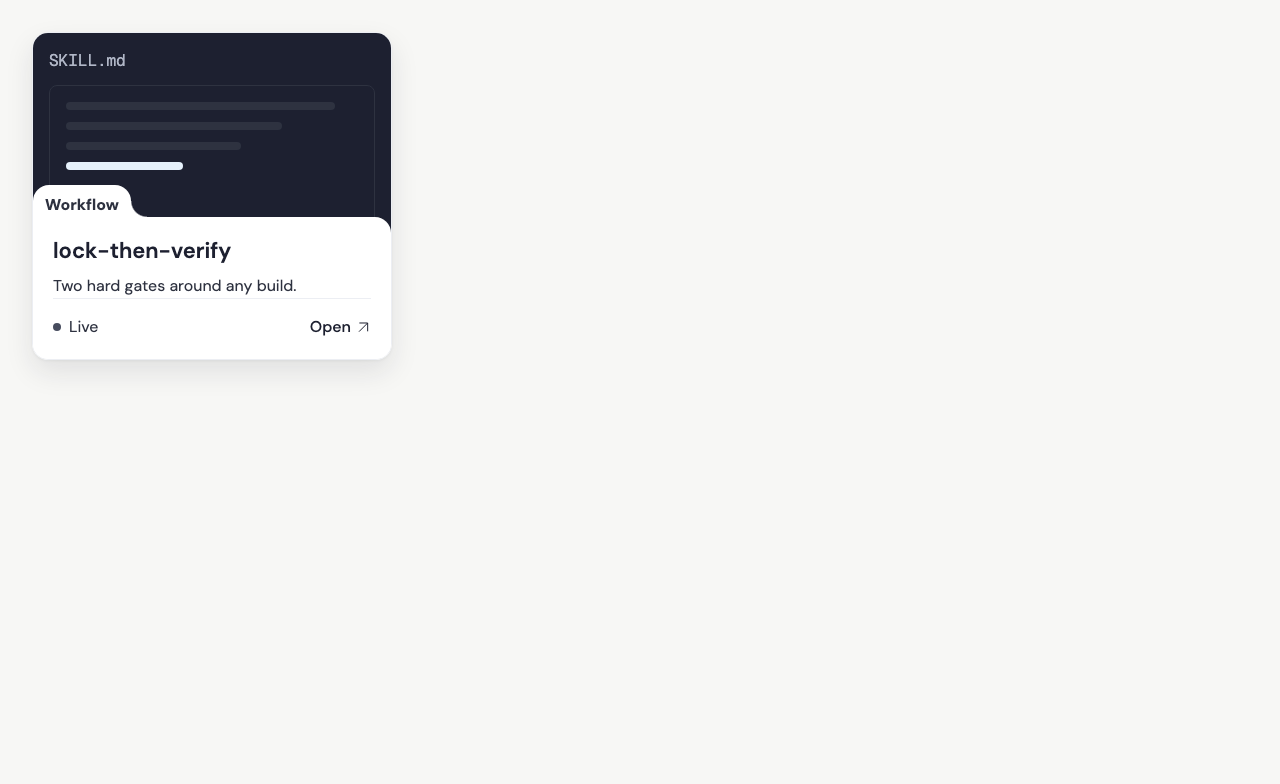 SKILL.md
Workflow
lock-then-verify
Two hard gates around any build.
Live
Open